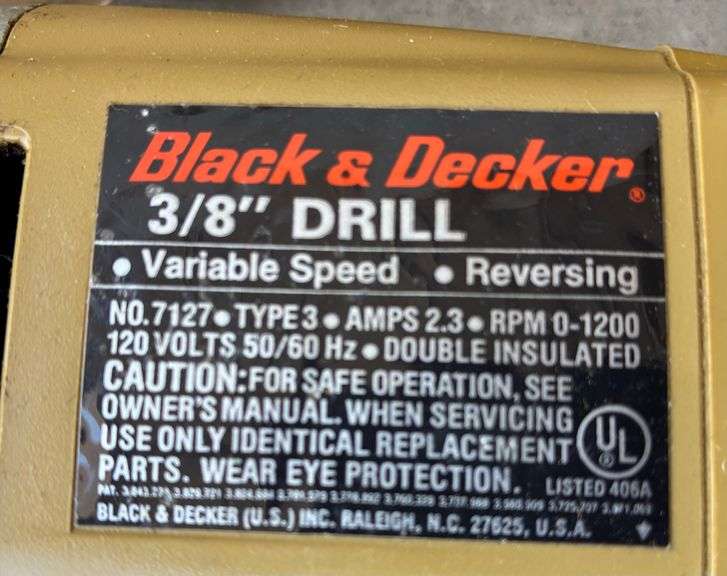 Black & Decker®
3/8" DRILL
• Variable Speed • Reversing
NO.7127 • TYPE 3 • AMPS 2.3 • RPM 0-1200
120 VOLTS 50/60 Hz • DOUBLE INSULATED
CAUTION: FOR SAFE OPERATION, SEE
OWNER'S MANUAL. WHEN SERVICING
USE ONLY IDENTICAL REPLACEMENT
PARTS. WEAR EYE PROTECTION.
UL®
LISTED 406A
PAT.
BLACK & DECKER (U.S.) INC. RALEIGH, N.C. 27625, U.S.A.